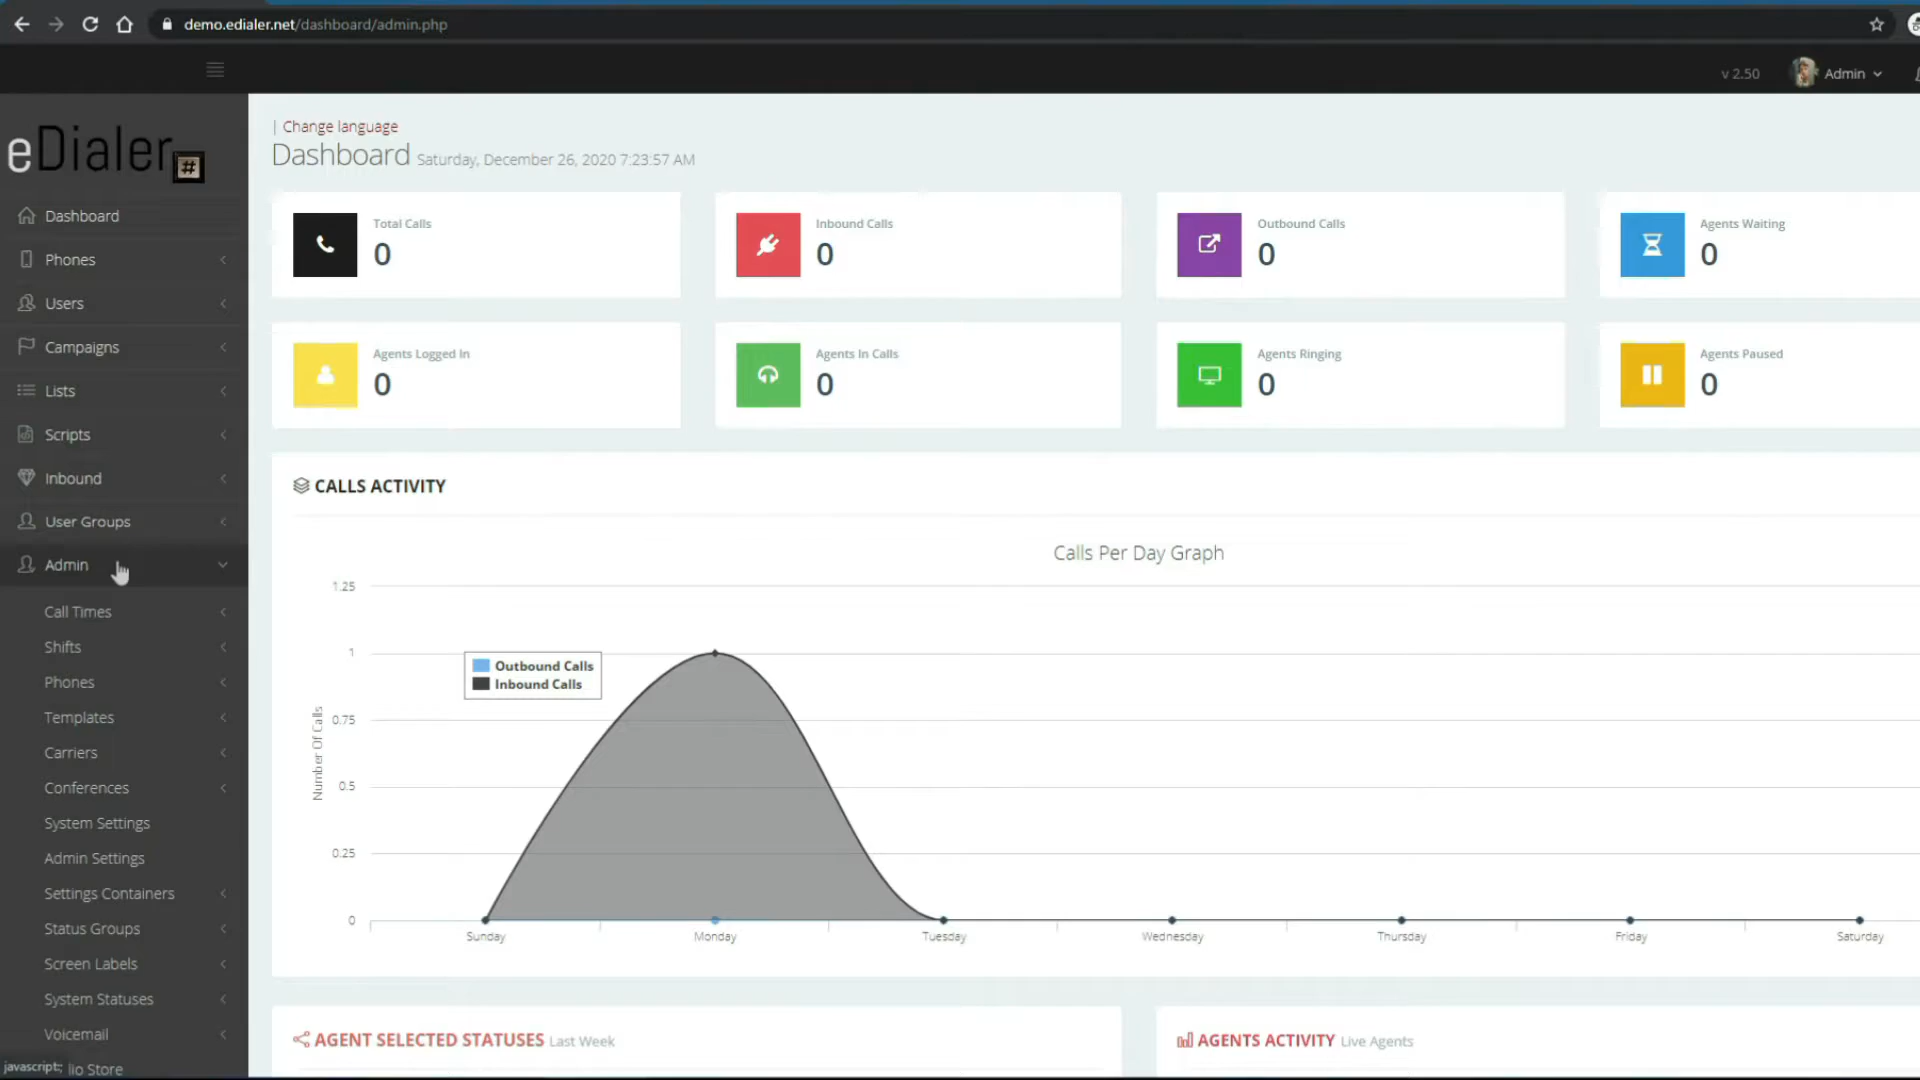 demo.edialer.net/dashboard/admin.php
v 2.50
Admin
eDialer
#
Dashboard
Phones
Users
Campaigns
Lists
Scripts
Inbound
User Groups
Admin
Call Times
Shifts
Phones
Templates
Carriers
Conferences
System Settings
Admin Settings
Settings Containers
Status Groups
Screen Labels
System Statuses
Voicemail
javascript:;
io Store
| Change language
Dashboard Saturday, December 26, 2020 7:23:57 AM
Total Calls
0
Inbound Calls
0
Outbound Calls
0
Agents Waiting
0
Agents Logged In
0
Agents In Calls
0
Agents Ringing
0
Agents Paused
0
CALLS ACTIVITY
Calls Per Day Graph
Number Of Calls
1.25
1
0.75
0.5
0.25
0
Outbound Calls
Inbound Calls
Sunday
Monday
Tuesday
Wednesday
Thursday
Friday
Saturday
AGENT SELECTED STATUSES Last Week
AGENTS ACTIVITY Live Agents